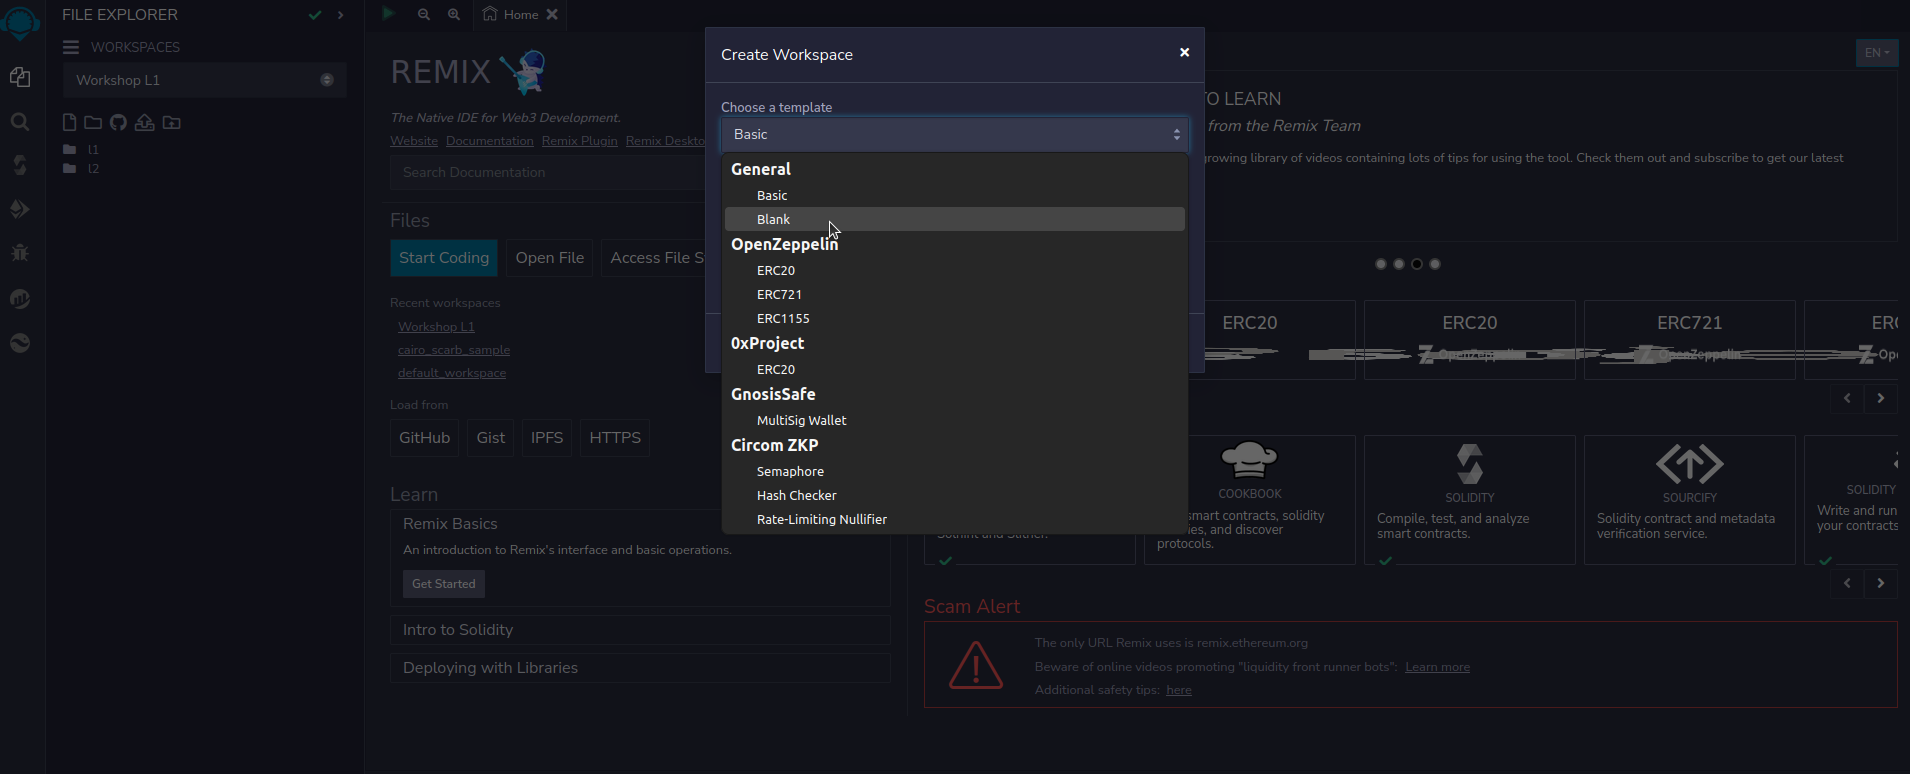 FILE EXPLORER
WORKSPACES
Workshop L1
l1
l2
Home
REMIX
The Native IDE for Web3 Development.
Website Documentation Remix Plugin Remix Deskto
Search Documentation
Files
Start Coding Open File Access File S
Recent workspaces
Workshop L1
cairo_scarb_sample
default_workspace
Load from
GitHub Gist IPFS HTTPS
Learn
Remix Basics
An introduction to Remix's interface and basic operations.
Get Started
Intro to Solidity
Deploying with Libraries
Create Workspace
Choose a template
Basic
General
Basic
Blank
OpenZeppelin
ERC20
ERC721
ERC1155
0xProject
ERC20
GnosisSafe
MultiSig Wallet
Circom ZKP
Semaphore
Hash Checker
Rate-Limiting Nullifier
EN
TO LEARN
from the Remix Team
growing library of videos containing lots of tips for using the tool. Check them out and subscribe to get our latest
ERC20
ERC20
OpenZeppelin
ERC721
OpenZeppelin
ERC
Ope
COOKBOOK
smart contracts, solidity
ies, and discover
protocols.
SOLIDITY
Compile, test, and analyze
smart contracts.
SOURCIFY
Solidity contract and metadata
verification service.
SOLIDITY
Write and run
your contracts
Scam Alert
The only URL Remix uses is remix.ethereum.org
Beware of online videos promoting "liquidity front runner bots": Learn more
Additional safety tips: here